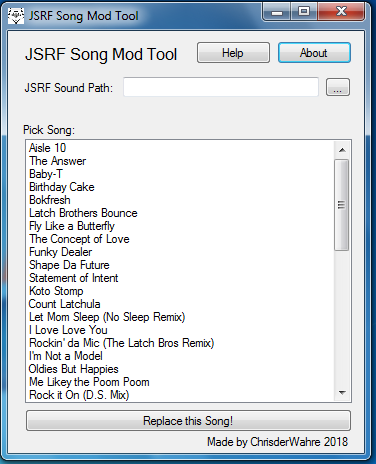 JSRF Song Mod Tool
JSRF Song Mod Tool
Help
About
JSRF Sound Path:
...
Pick Song:
Aisle 10
The Answer
Baby-T
Birthday Cake
Bokfresh
Latch Brothers Bounce
Fly Like a Butterfly
The Concept of Love
Funky Dealer
Shape Da Future
Statement of Intent
Koto Stomp
Count Latchula
Let Mom Sleep (No Sleep Remix)
I Love Love You
Rockin' da Mic (The Latch Bros Remix)
I'm Not a Model
Oldies But Happies
Me Likey the Poom Poom
Rock it On (D.S. Mix)
Replace this Song!
Made by ChrisderWahre 2018